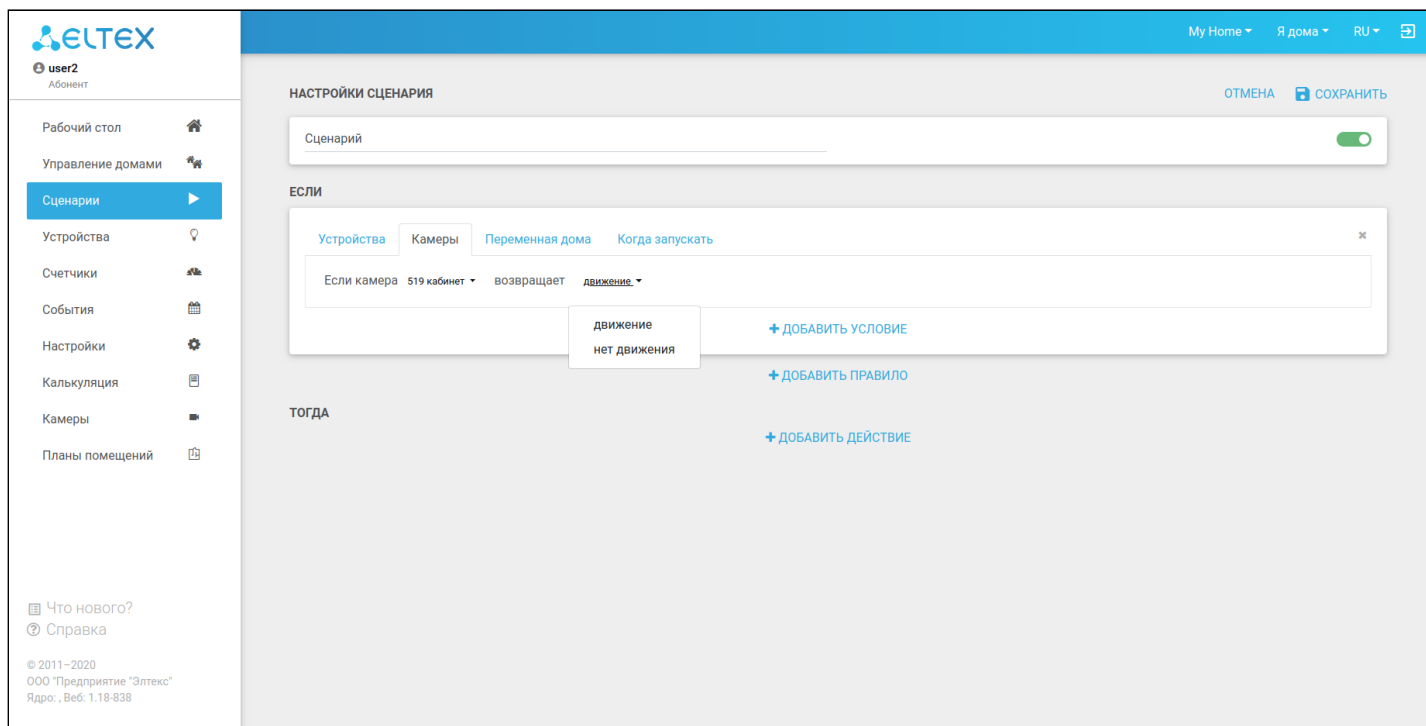 ELTEX
My Home
Я дома
RU
user2
Абонент
НАСТРОЙКИ СЦЕНАРИЯ
ОТМЕНА
СОХРАНИТЬ
Рабочий стол
Управление домами
Сценарии
Устройства
Счетчики
События
Настройки
Калькуляция
Камеры
Планы помещений
Сценарий
ЕСЛИ
Устройства
Камеры
Переменная дома
Когда запускать
Если камера 519 кабинет возвращает движение
движение
нет движения
+ ДОБАВИТЬ УСЛОВИЕ
+ ДОБАВИТЬ ПРАВИЛО
ТОГДА
+ ДОБАВИТЬ ДЕЙСТВИЕ
Что нового?
Справка
© 2011–2020
ООО "Предприятие "Элтекс"
Ядро: , Веб: 1.18-838